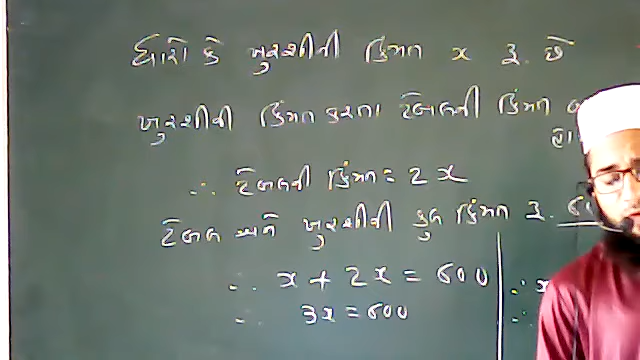 ધારો કે ખુરશીની કિંમત x રૂ. છે
ખુરશીની કિંમત કરતા ટેબલની કિંમત
∴ ટેબલની કિંમત = 2x
ટેબલ અને ખુરશીની કુલ કિંમત રૂ.
∴ x + 2x = 600
∴ 3x = 600
∴ x
∴